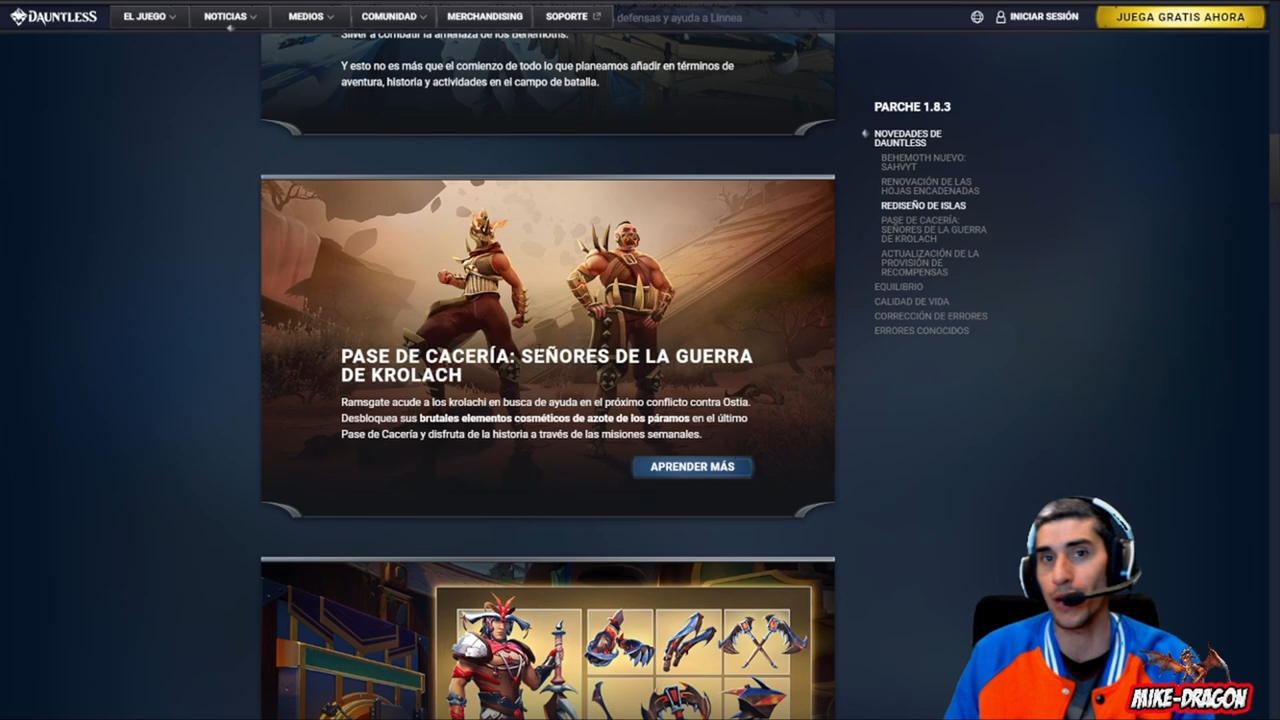 DAUNTLESS
EL JUEGO
NOTICIAS
MEDIOS
COMUNIDAD
MERCHANDISING
SOPORTE
defensas y ayuda a Linnea
INICIAR SESIÓN
JUEGA GRATIS AHORA
Silver a combatir la amenaza de los Behemoths.
Y esto no es más que el comienzo de todo lo que planeamos añadir en términos de
aventura, historia y actividades en el campo de batalla.
PASE DE CACERÍA: SEÑORES DE LA GUERRA
DE KROLACH
Ramsgate acude a los krolachi en busca de ayuda en el próximo conflicto contra Ostia.
Desbloquea sus brutales elementos cosméticos de azote de los páramos en el último
Pase de Cacería y disfruta de la historia a través de las misiones semanales.
APRENDER MÁS
PARCHE 1.8.3
NOVEDADES DE
DAUNTLESS
BEHEMOTH NUEVO:
SAHVYT
RENOVACIÓN DE LAS
HOJAS ENCADENADAS
REDISEÑO DE ISLAS
PASE DE CACERÍA:
SEÑORES DE LA GUERRA
DE KROLACH
ACTUALIZACIÓN DE LA
PROVISIÓN DE
RECOMPENSAS
EQUILIBRIO
CALIDAD DE VIDA
CORRECCIÓN DE ERRORES
ERRORES CONOCIDOS
MIKE-DRAGON